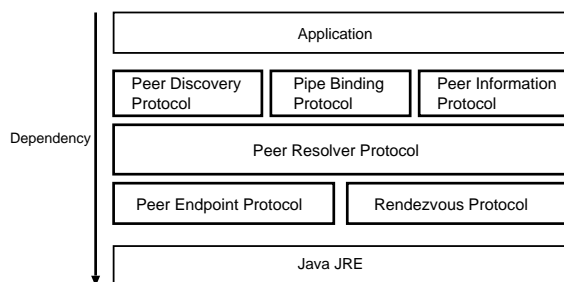 Application
Peer Discovery
Protocol
Pipe Binding
Protocol
Peer Information
Protocol
Dependency
Peer Resolver Protocol
Peer Endpoint Protocol
Rendezvous Protocol
Java JRE